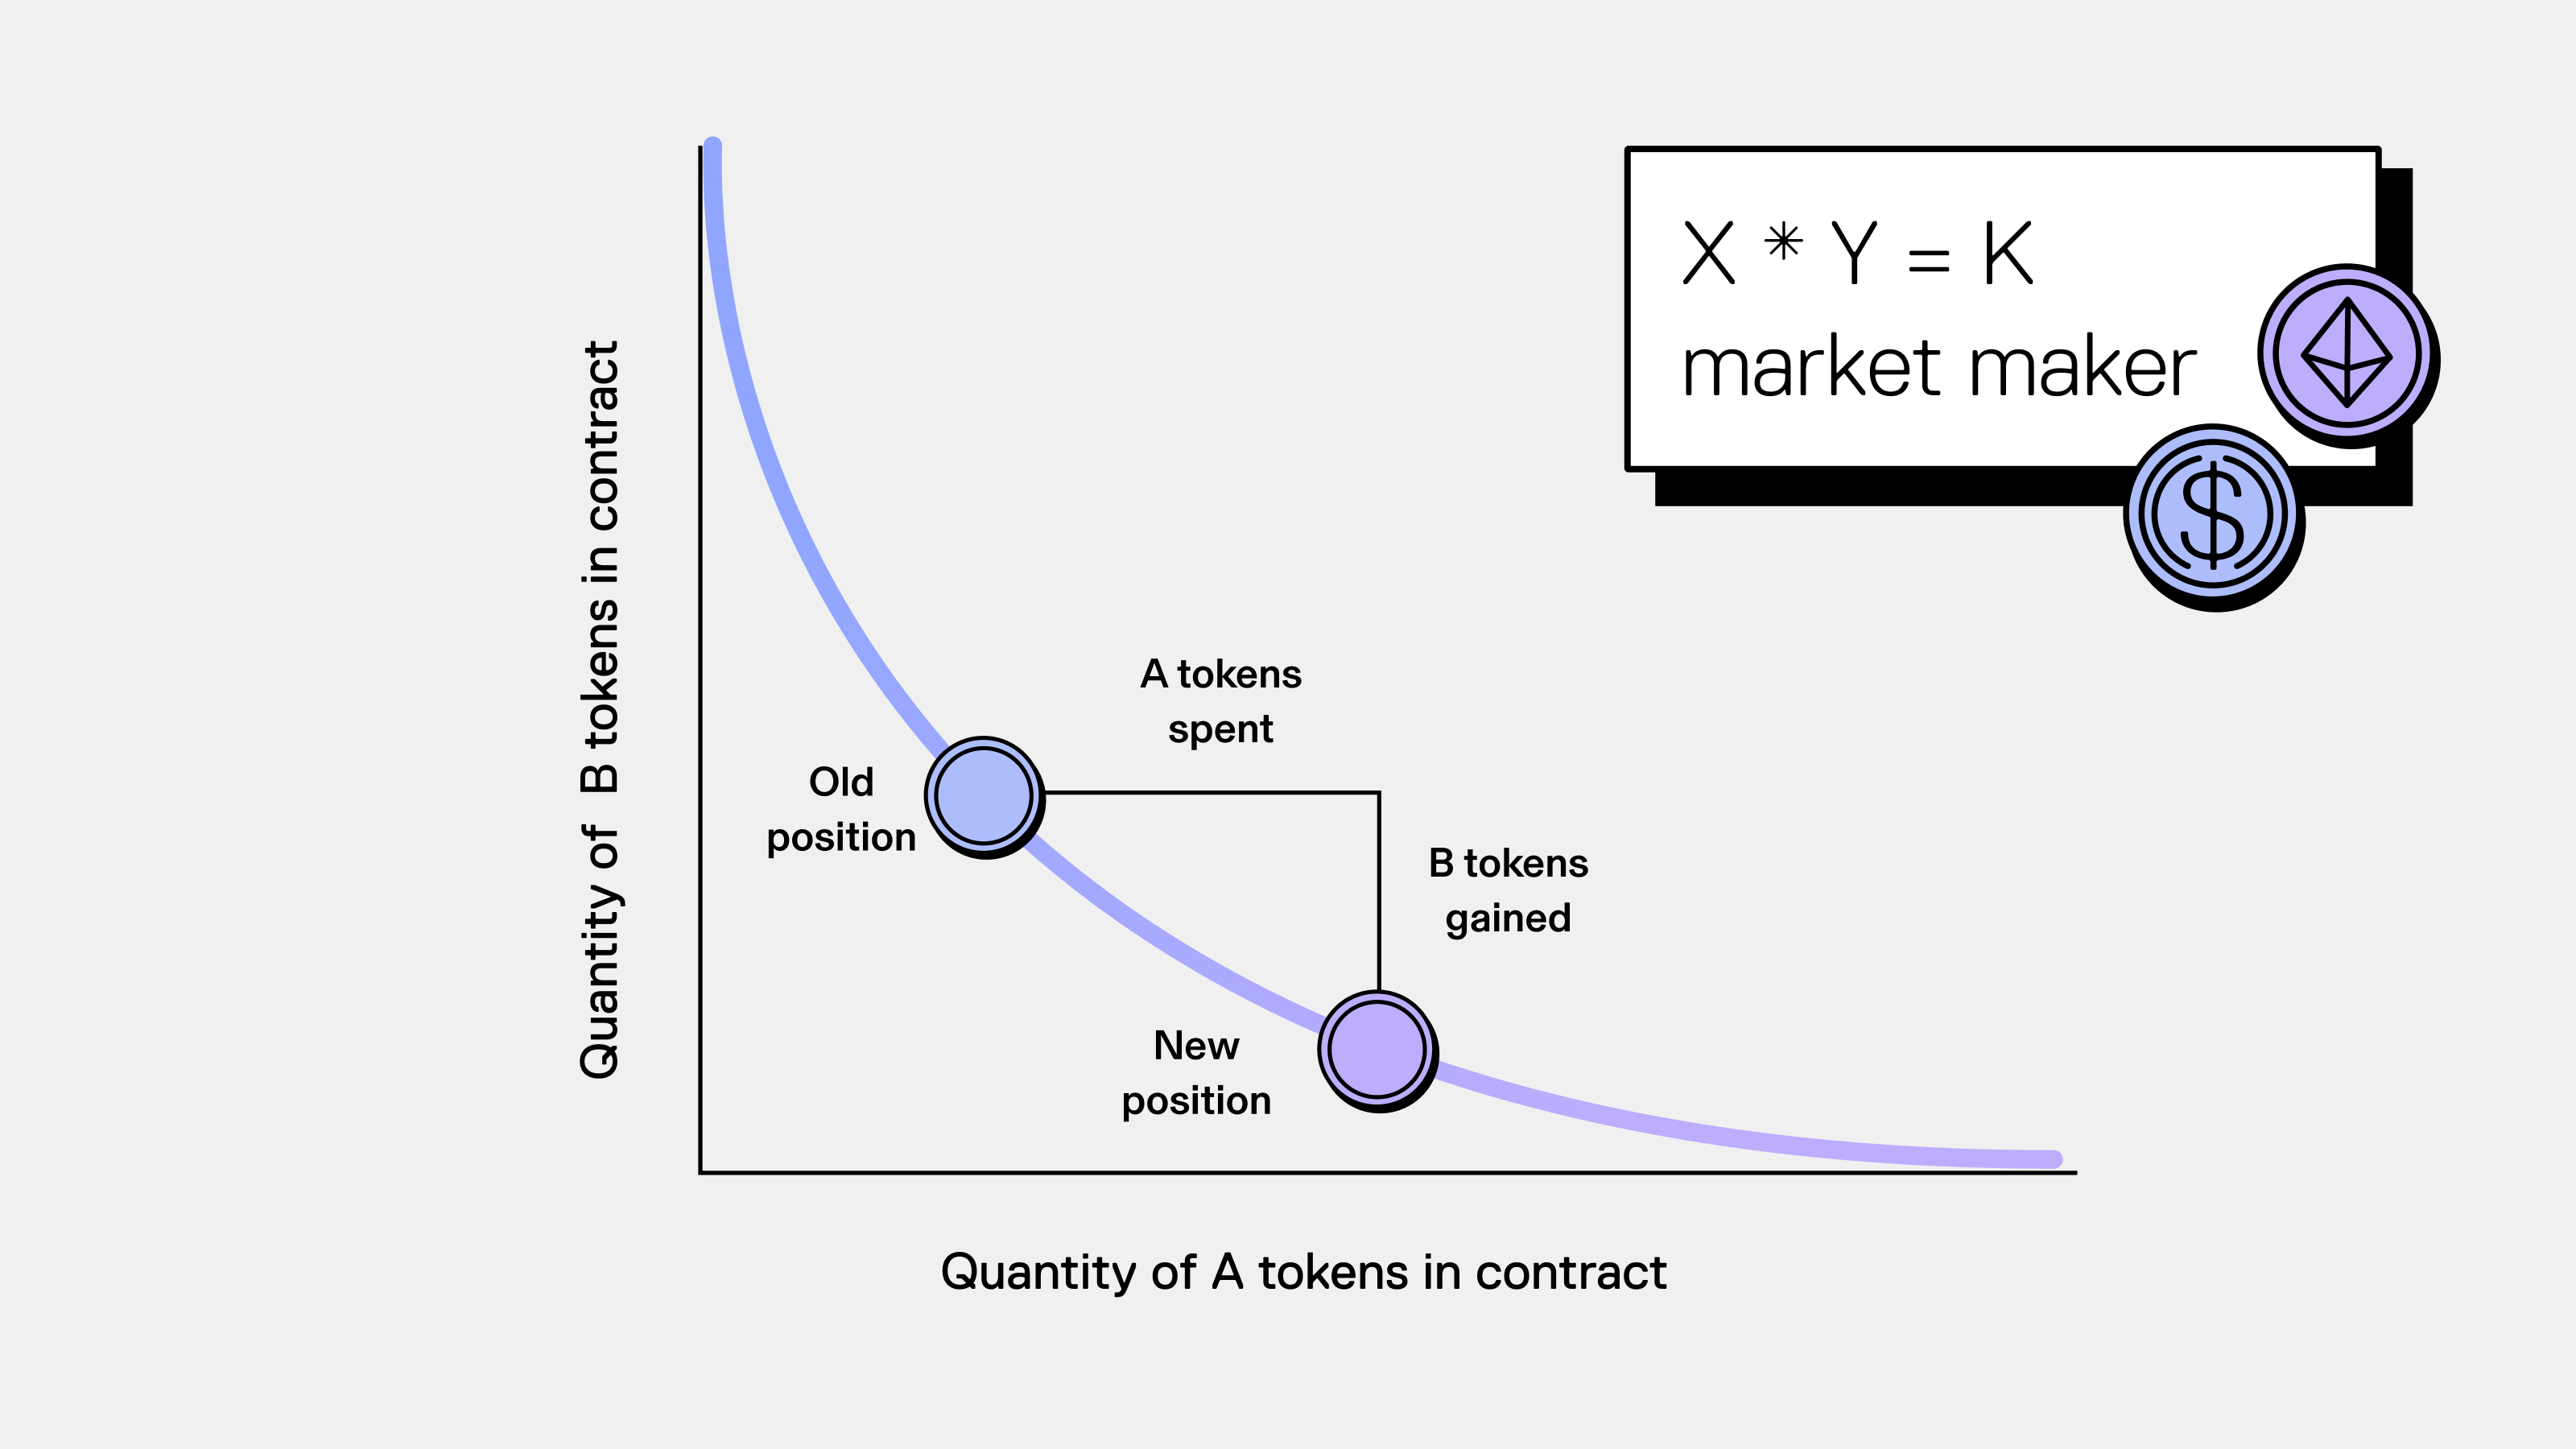 X * Y = K
market maker
$
Quantity of  B tokens in contract
A tokens
spent
Old
position
B tokens
gained
New
position
Quantity of A tokens in contract